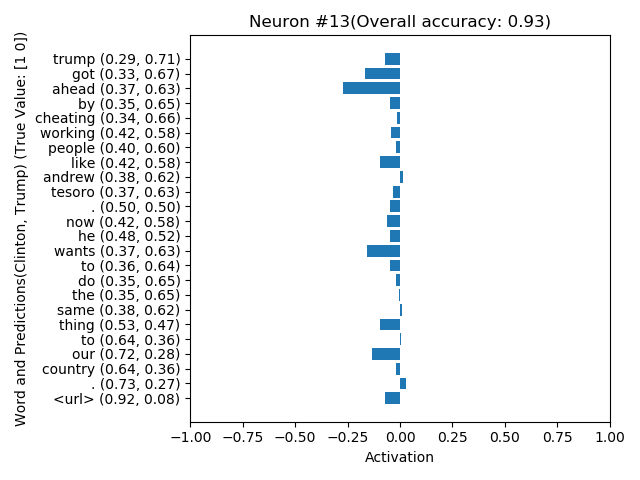 Neuron #13(Overall accuracy: 0.93)
Word and Predictions(Clinton, Trump) (True Value: [1 0])
trump (0.29, 0.71)
got (0.33, 0.67)
ahead (0.37, 0.63)
by (0.35, 0.65)
cheating (0.34, 0.66)
working (0.42, 0.58)
people (0.40, 0.60)
like (0.42, 0.58)
andrew (0.38, 0.62)
tesoro (0.37, 0.63)
. (0.50, 0.50)
now (0.42, 0.58)
he (0.48, 0.52)
wants (0.37, 0.63)
to (0.36, 0.64)
do (0.35, 0.65)
the (0.35, 0.65)
same (0.38, 0.62)
thing (0.53, 0.47)
to (0.64, 0.36)
our (0.72, 0.28)
country (0.64, 0.36)
. (0.73, 0.27)
<url> (0.92, 0.08)
−1.00 −0.75 −0.50 −0.25 0.00 0.25 0.50 0.75 1.00
Activation